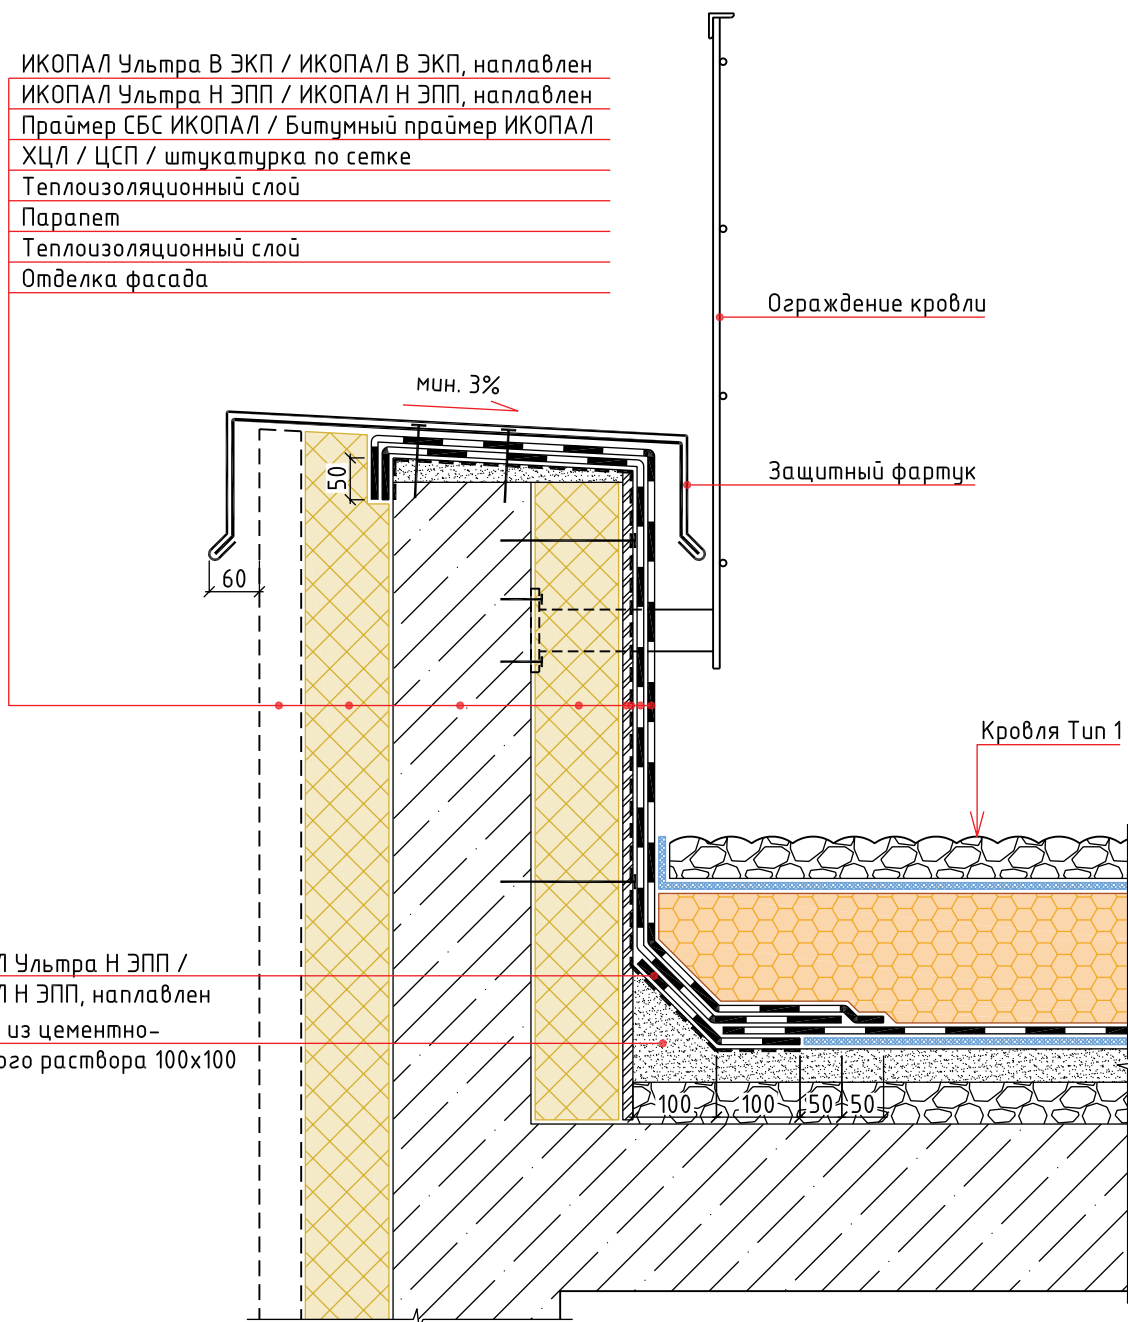 ИКОПАЛ Ультра В ЭКП / ИКОПАЛ В ЭКП, наплавлен
ИКОПАЛ Ультра Н ЭПП / ИКОПАЛ Н ЭПП, наплавлен
Праймер СБС ИКОПАЛ / Битумный праймер ИКОПАЛ
ХЦЛ / ЦСП / штукатурка по сетке
Теплоизоляционный слой
Парапет
Теплоизоляционный слой
Отделка фасада
Ограждение кровли
мин. 3%
Защитный фартук
50
60
Кровля Тип 1
Л Ультра Н ЭПП /
Л Н ЭПП, наплавлен
из цементно-
ого раствора 100х100
100
100
50
50